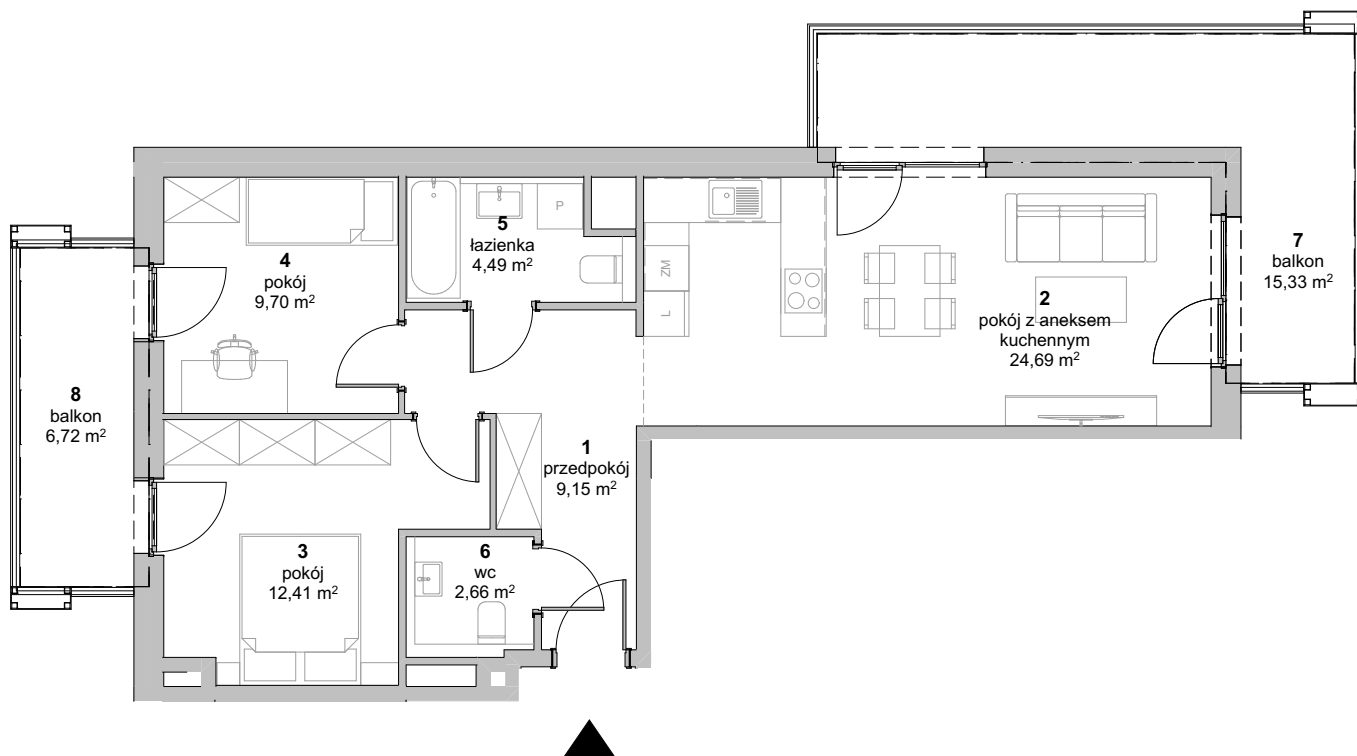 4
pokój
9,70 m²
5
łazienka
4,49 m²
P
ZM
L
2
pokój z aneksem
kuchennym
24,69 m²
7
balkon
15,33 m²
8
balkon
6,72 m²
1
przedpokój
9,15 m²
3
pokój
12,41 m²
6
wc
2,66 m²